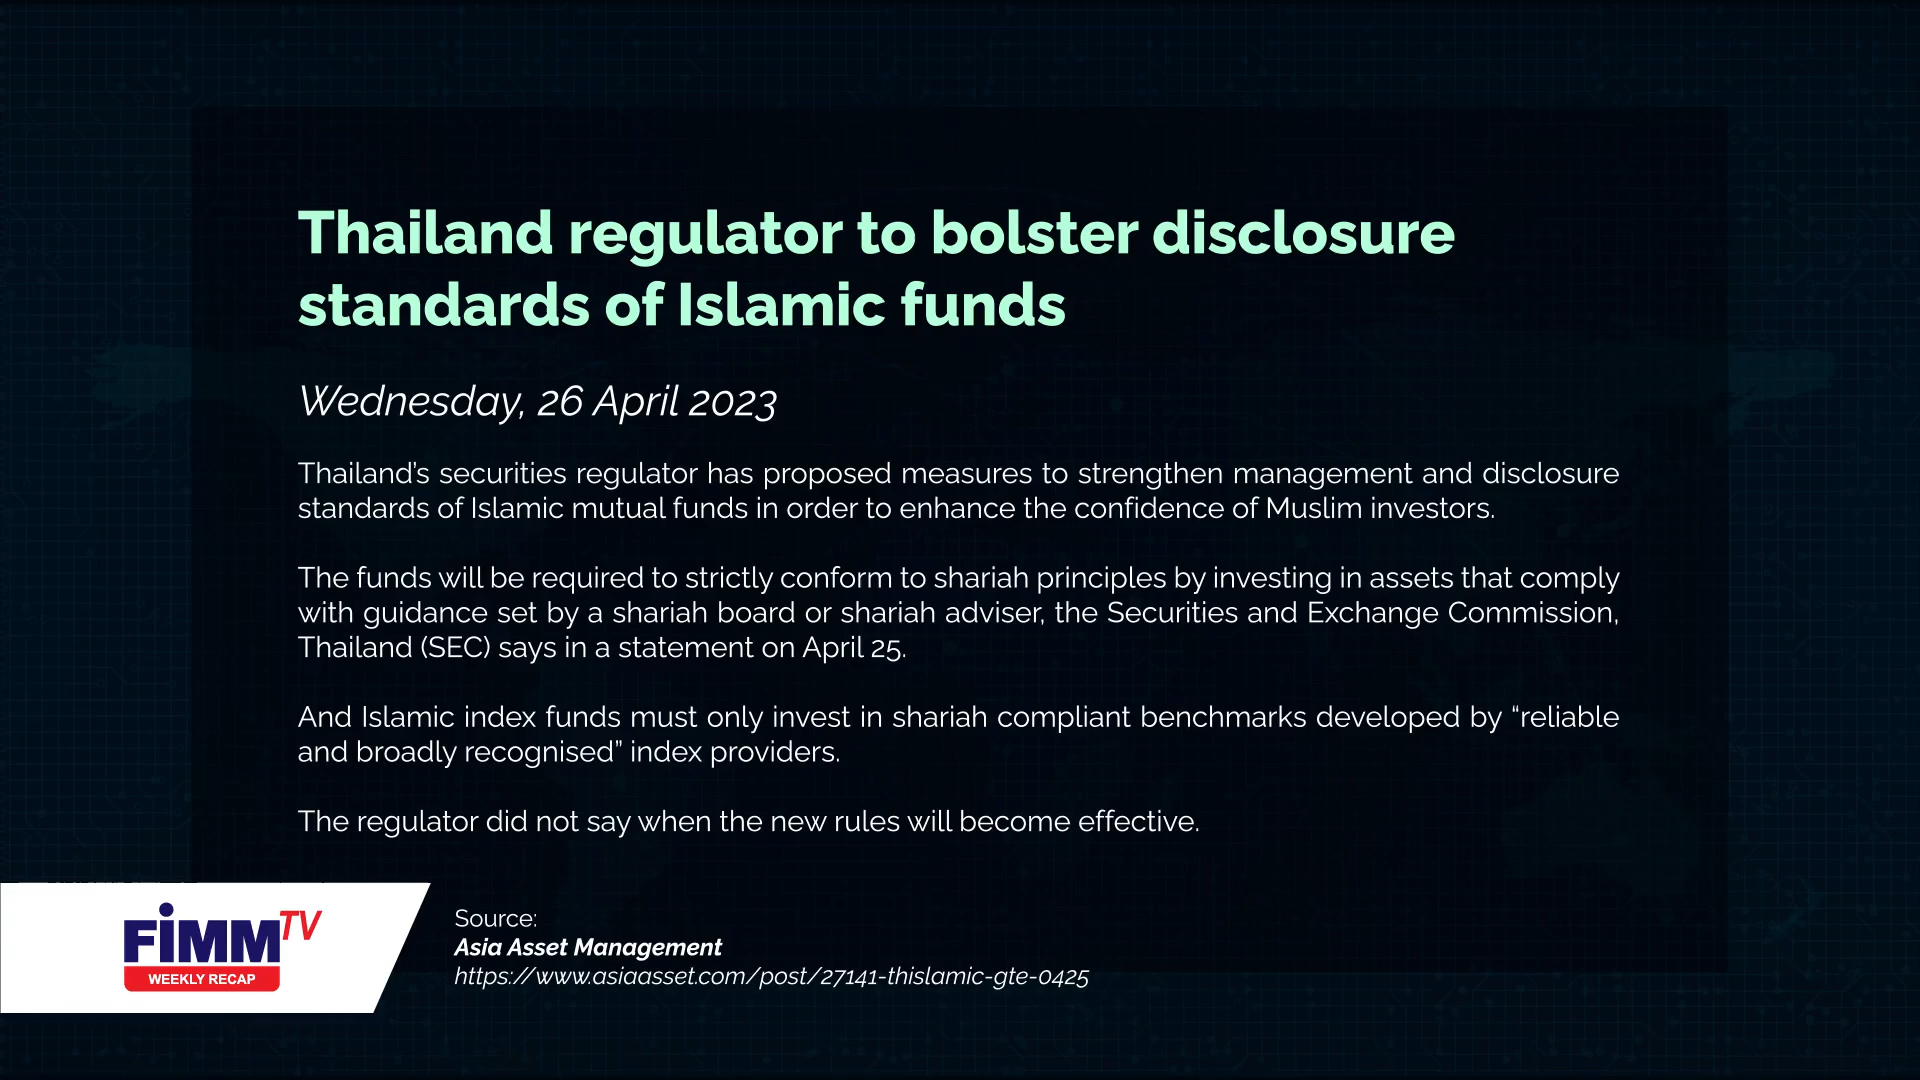 Thailand regulator to bolster disclosure
standards of Islamic funds
Wednesday, 26 April 2023
Thailand’s securities regulator has proposed measures to strengthen management and disclosure
standards of Islamic mutual funds in order to enhance the confidence of Muslim investors.
The funds will be required to strictly conform to shariah principles by investing in assets that comply
with guidance set by a shariah board or shariah adviser, the Securities and Exchange Commission,
Thailand (SEC) says in a statement on April 25.
And Islamic index funds must only invest in shariah compliant benchmarks developed by “reliable
and broadly recognised” index providers.
The regulator did not say when the new rules will become effective.
FiMM TV
WEEKLY RECAP
Source:
Asia Asset Management
https://www.asiaasset.com/post/27141-thislamic-gte-0425